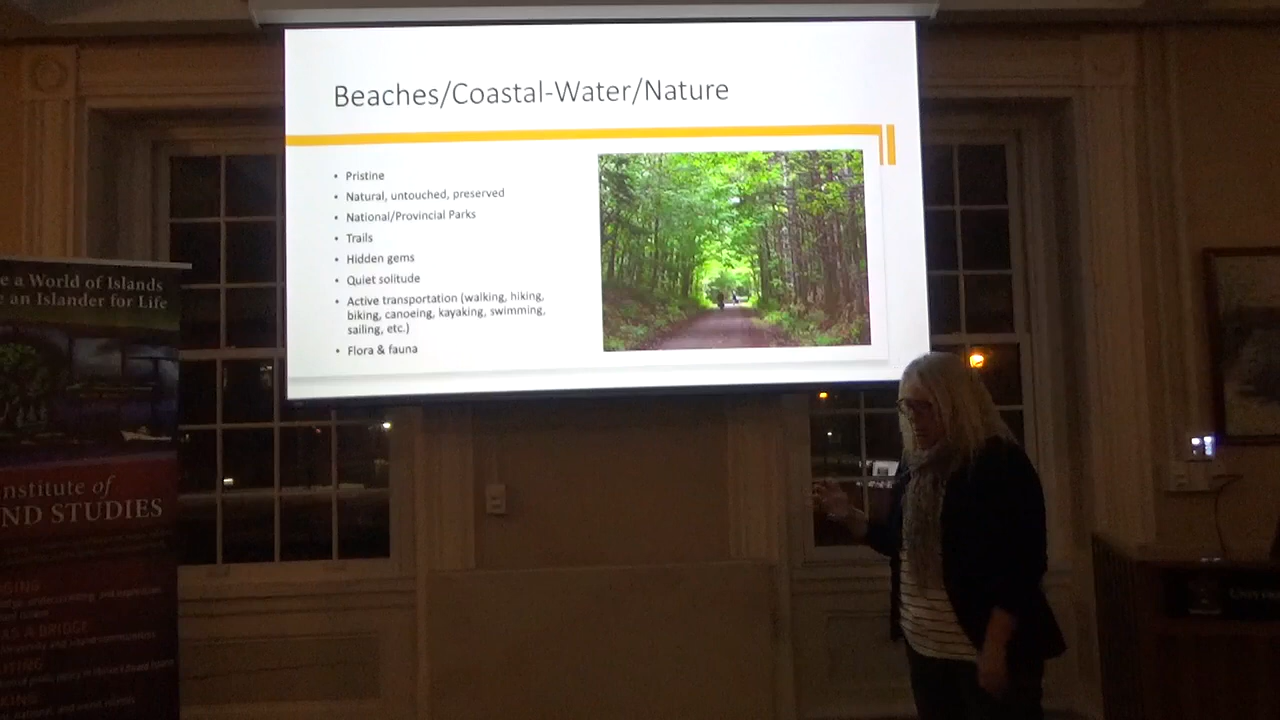 Beaches/Coastal-Water/Nature
• Pristine
• Natural, untouched, preserved
• National/Provincial Parks
• Trails
• Hidden gems
• Quiet solitude
• Active transportation (walking, hiking,
biking, canoeing, kayaking, swimming,
sailing, etc.)
• Flora & fauna
e a World of Islands
an Islander for Life
nstitute of
ND STUDIES
AS A BRIDGE